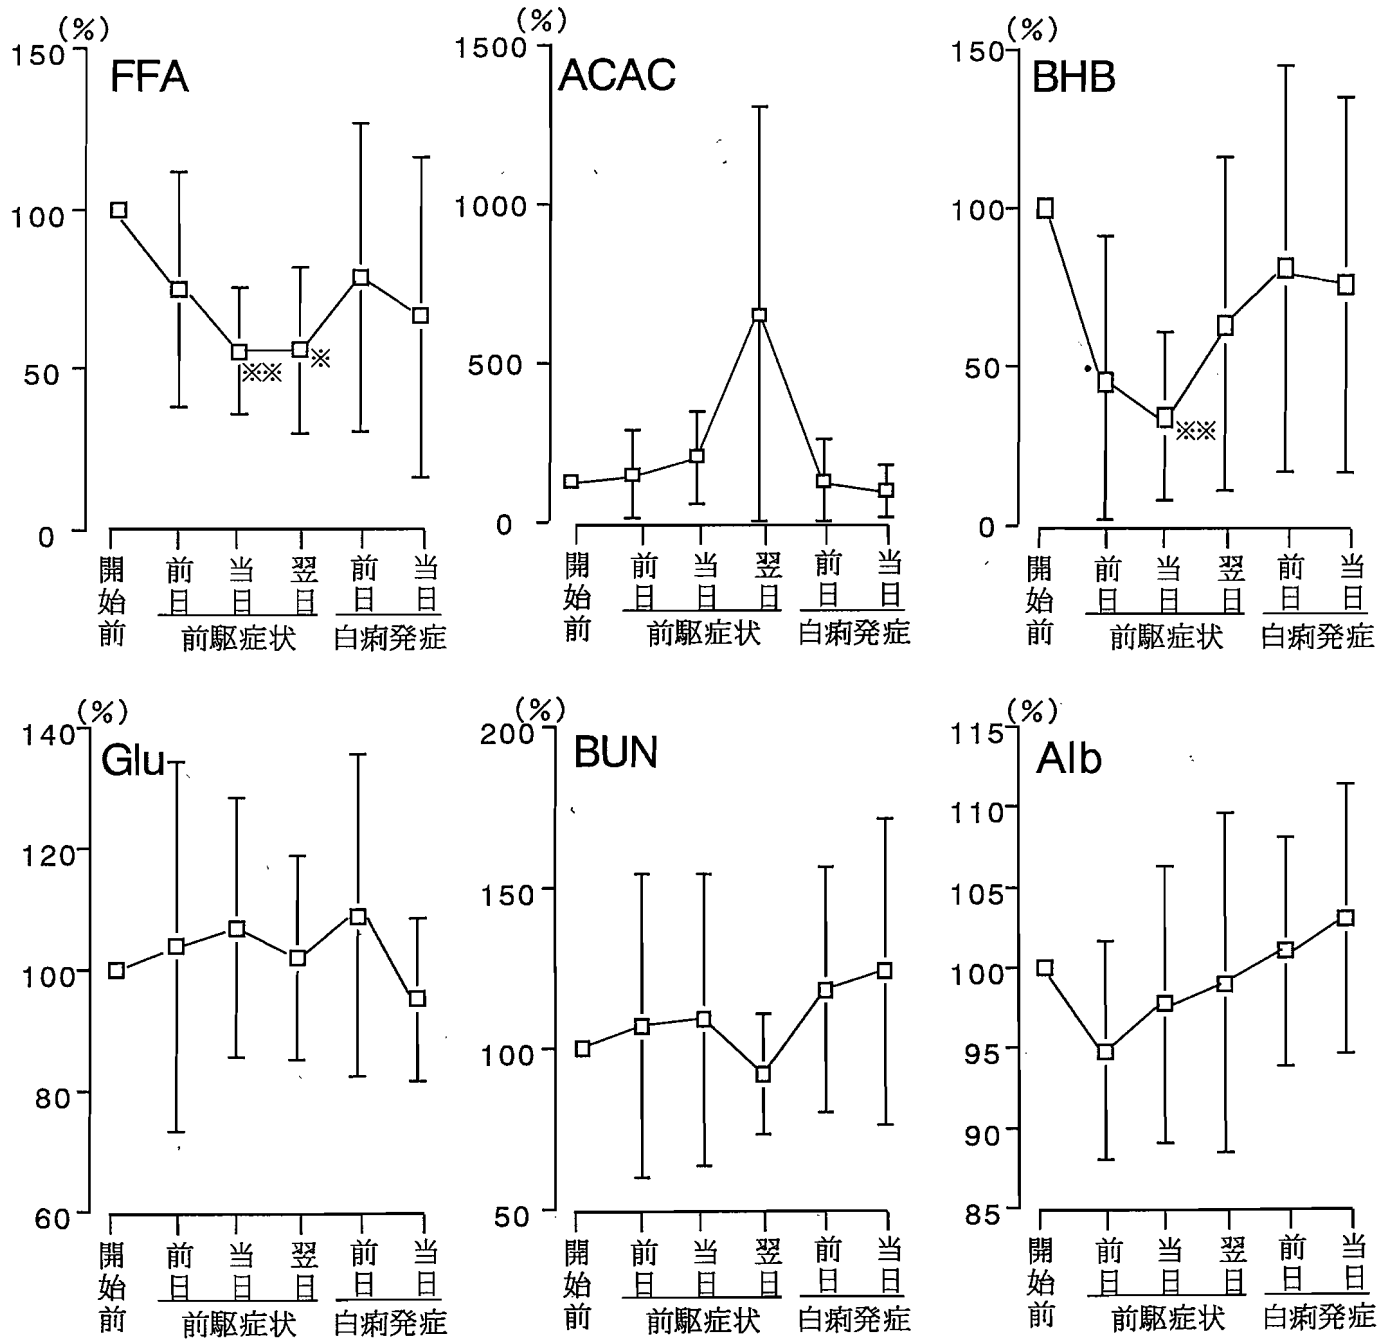 (%)
150
100
50
0
FFA
※※
※
開始前
前日
当日
翌日
前日
当日
前駆症状
白痢発症
(%)
1500
1000
500
0
ACAC
開始前
前日
当日
翌日
前日
当日
前駆症状
白痢発症
(%)
150
100
50
0
BHB
※※
開始前
前日
当日
翌日
前日
当日
前駆症状
白痢発症
(%)
140
120
100
80
60
Glu
開始前
前日
当日
翌日
前日
当日
前駆症状
白痢発症
(%)
200
150
100
50
BUN
開始前
前日
当日
翌日
前日
当日
前駆症状
白痢発症
(%)
115
110
105
100
95
90
85
Alb
開始前
前日
当日
翌日
前日
当日
前駆症状
白痢発症